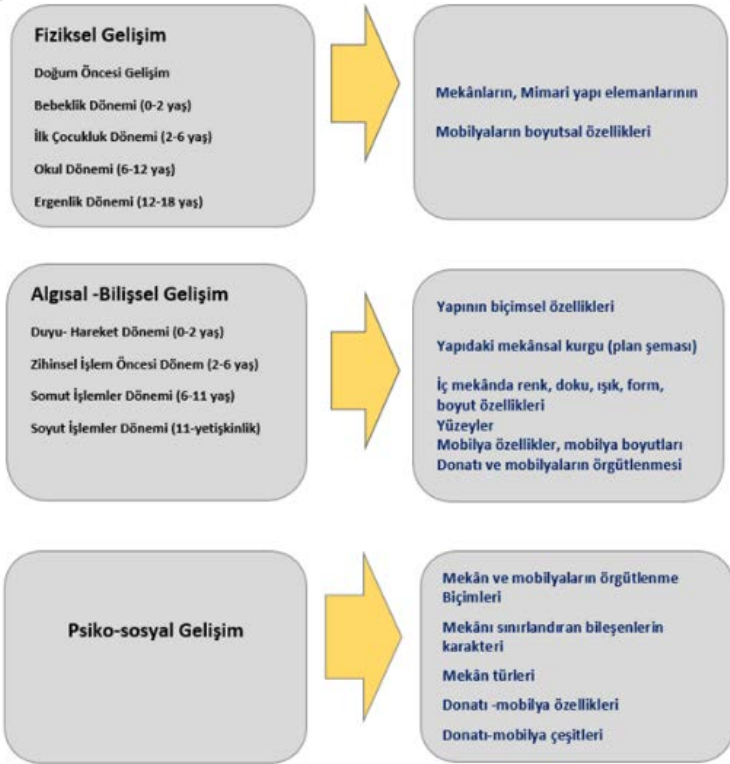 Fiziksel Gelişim
Doğum Öncesi Gelişim
Bebeklik Dönemi (0-2 yaş)
İlk Çocukluk Dönemi (2-6 yaş)
Okul Dönemi (6-12 yaş)
Ergenlik Dönemi (12-18 yaş)
Mekânların, Mimari yapı elemanlarının
Mobilyaların boyutsal özellikleri
Algısal -Bilişsel Gelişim
Duyu- Hareket Dönemi (0-2 yaş)
Zihinsel İşlem Öncesi Dönem (2-6 yaş)
Somut İşlemler Dönemi (6-11 yaş)
Soyut İşlemler Dönemi (11-yetişkinlik)
Yapının biçimsel özellikleri
Yapıdaki mekânsal kurgu (plan şeması)
İç mekânda renk, doku, ışık, form,
boyut özellikleri
Yüzeyler
Mobilya özellikler, mobilya boyutları
Donatı ve mobilyaların örgütlenmesi
Psiko-sosyal Gelişim
Mekân ve mobilyaların örgütlenme
Biçimleri
Mekânı sınırlandıran bileşenlerin
karakteri
Mekân türleri
Donatı -mobilya özellikleri
Donatı-mobilya çeşitleri